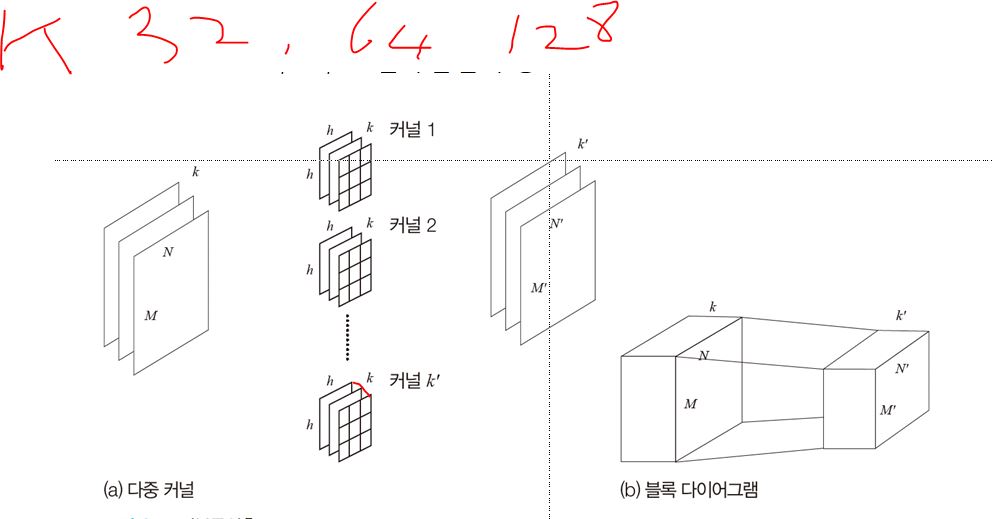 K 32, 64 128
h k 커널 1
h
k
k′
h k 커널 2
N
N′
h
M
M′
k
k′
h k 커널 k′
N
N′
h
M
M′
(a) 다중 커널
(b) 블록 다이어그램